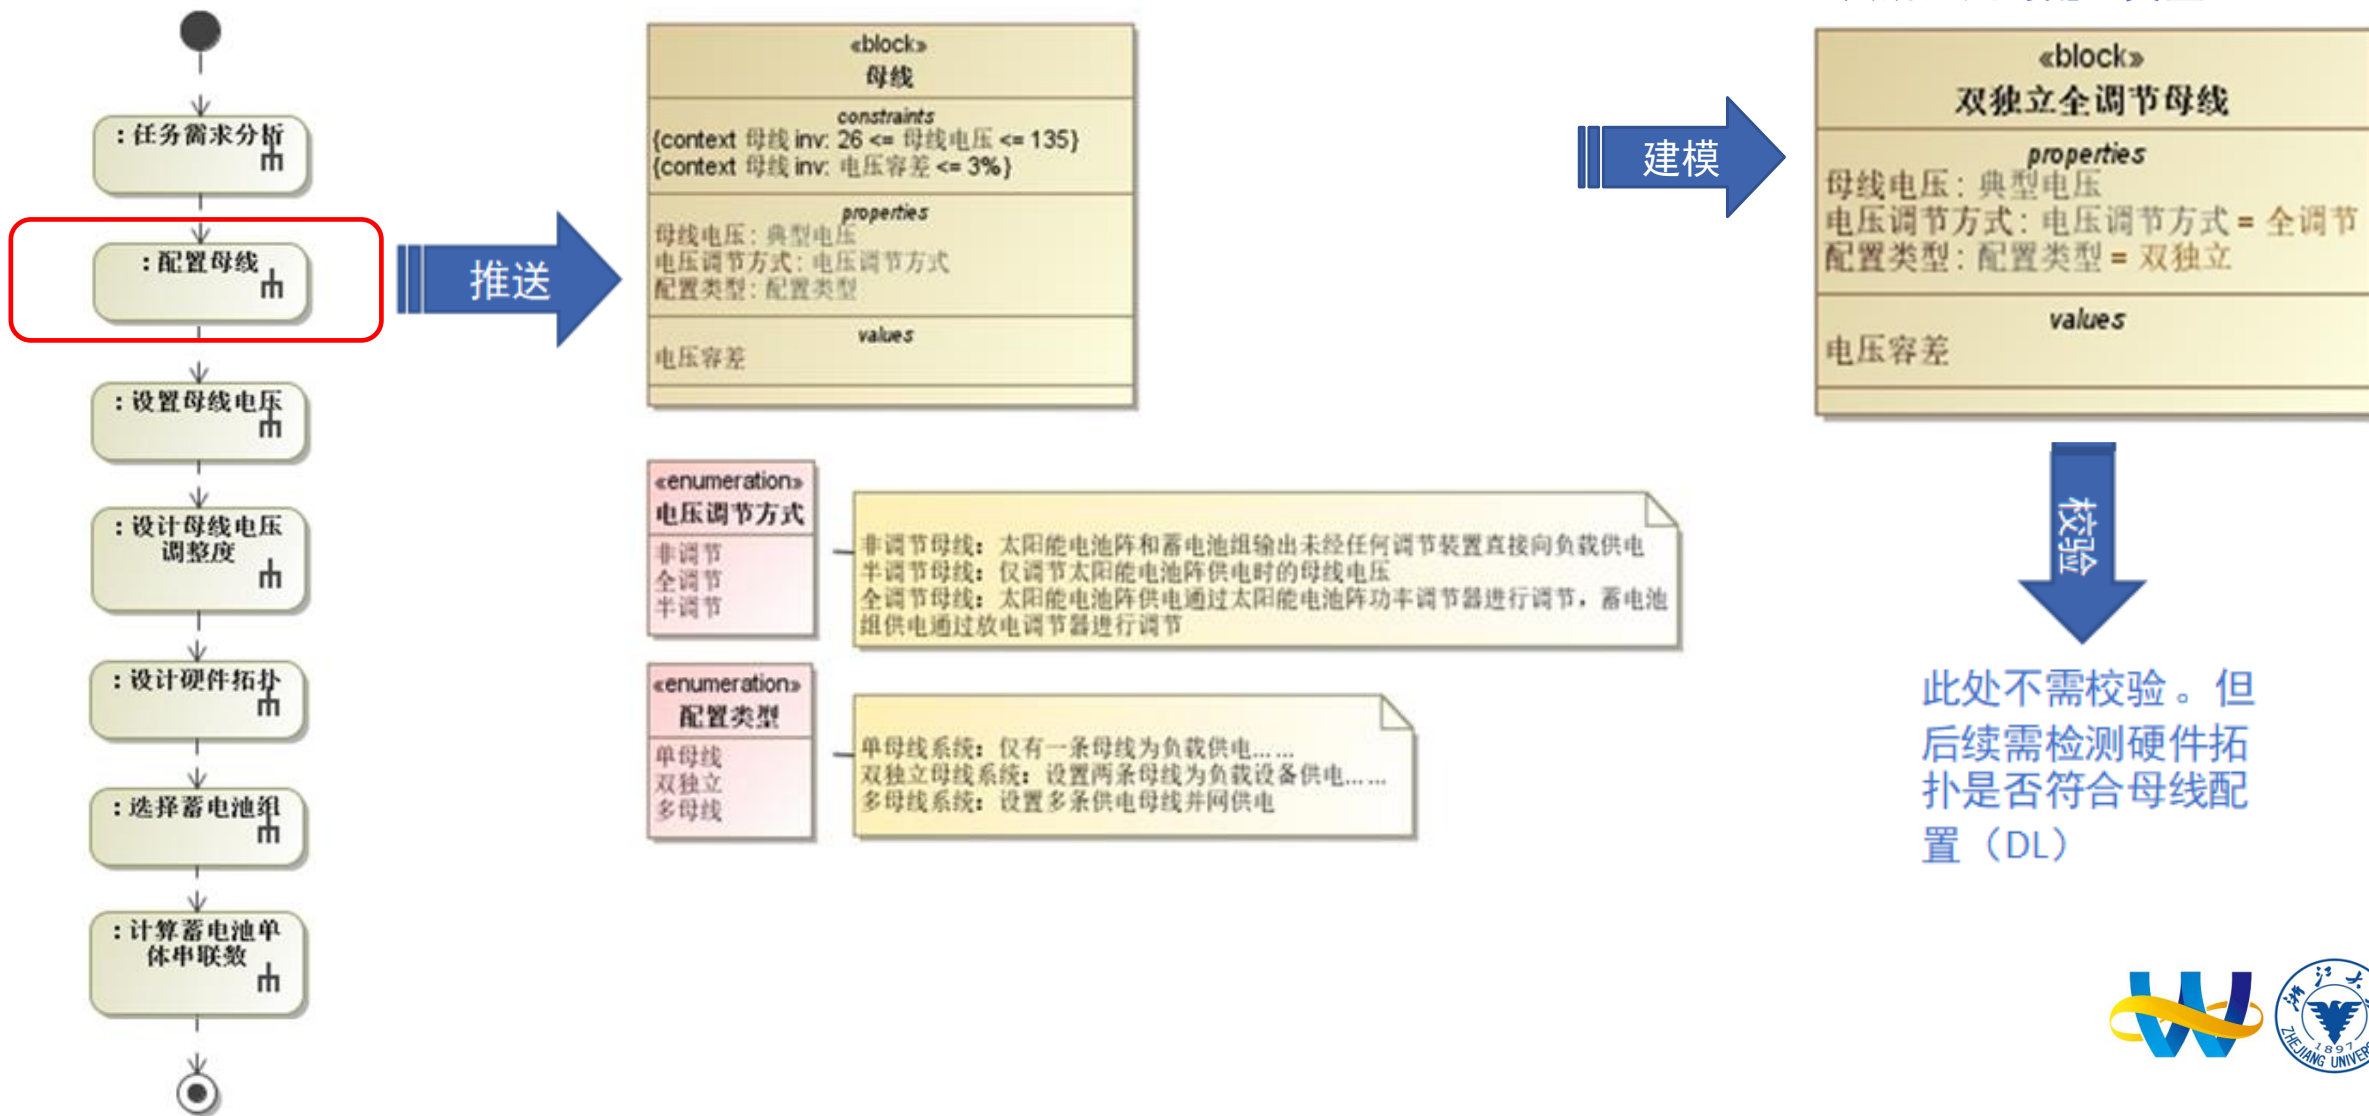 :任务需求分析
:配置母线
:设置母线电压
:设计母线电压
调整度
:设计硬件拓扑
:选择蓄电池组
:计算蓄电池单
体串联数
推送
«block»
母线
constraints
{context 母线 inv: 26 <= 母线电压 <= 135}
{context 母线 inv: 电压容差 <= 3%}
properties
母线电压: 典型电压
电压调节方式: 电压调节方式
配置类型: 配置类型
values
电压容差
«enumeration»
电压调节方式
非调节
全调节
半调节
非调节母线: 太阳能电池阵和蓄电池组输出未经任何调节装置直接向负载供电
半调节母线: 仅调节太阳能电池阵供电时的母线电压
全调节母线: 太阳能电池阵供电通过太阳能电池阵功率调节器进行调节，蓄电池
组供电通过放电调节器进行调节
«enumeration»
配置类型
单母线
双独立
多母线
单母线系统: 仅有一条母线为负载供电……
双独立母线系统: 设置两条母线为负载设备供电……
多母线系统: 设置多条供电母线并网供电
建模
«block»
双独立全调节母线
properties
母线电压: 典型电压
电压调节方式: 电压调节方式 = 全调节
配置类型: 配置类型 = 双独立
values
电压容差
校验
此处不需校验。但
后续需检测硬件拓
扑是否符合母线配
置（DL）
浙江大
ZHEJIANG
1897